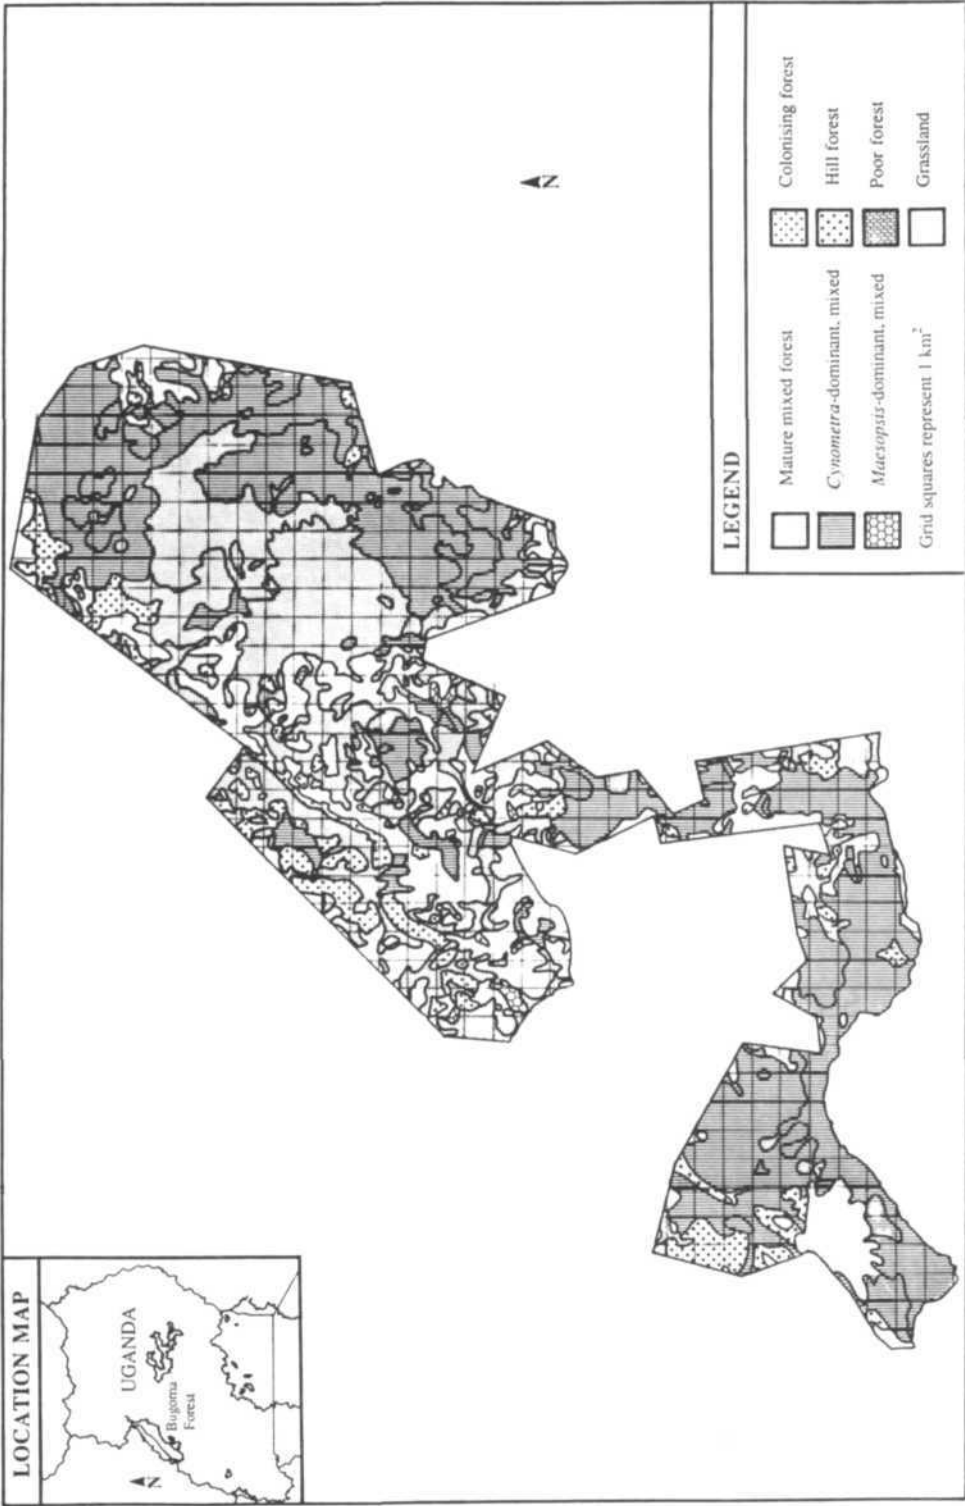 LOCATION MAP
UGANDA
Bugoma
Forest
N
N
LEGEND
Mature mixed forest
Cynometra-dominant, mixed
Maesopsis-dominant, mixed
Grid squares represent 1 km²
Colonising forest
Hill forest
Poor forest
Grassland